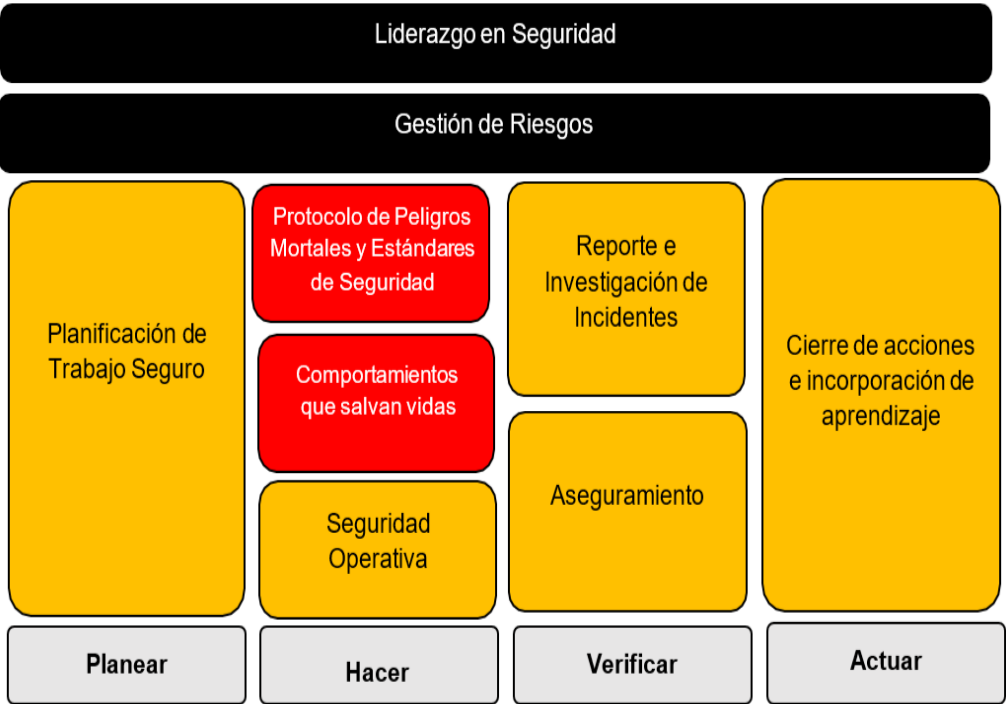 Liderazgo en Seguridad
Gestión de Riesgos
Planificación de
Trabajo Seguro
Protocolo de Peligros
Mortales y Estándares
de Seguridad
Comportamientos
que salvan vidas
Seguridad
Operativa
Reporte e
Investigación de
Incidentes
Aseguramiento
Cierre de acciones
e incorporación de
aprendizaje
Planear
Hacer
Verificar
Actuar